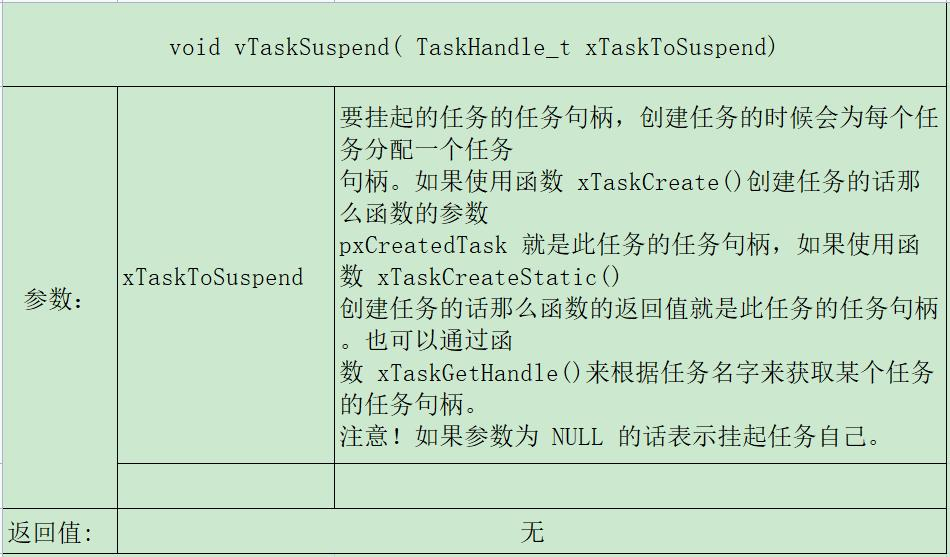 void vTaskSuspend( TaskHandle_t xTaskToSuspend)
参数：
xTaskToSuspend
要挂起的任务的任务句柄，创建任务的时候会为每个任
务分配一个任务
句柄。如果使用函数 xTaskCreate()创建任务的话那
么函数的参数
pxCreatedTask 就是此任务的任务句柄，如果使用函
数 xTaskCreateStatic()
创建任务的话那么函数的返回值就是此任务的任务句柄
。也可以通过函
数 xTaskGetHandle()来根据任务名字来获取某个任务
的任务句柄。
注意！如果参数为 NULL 的话表示挂起任务自己。
返回值:
无